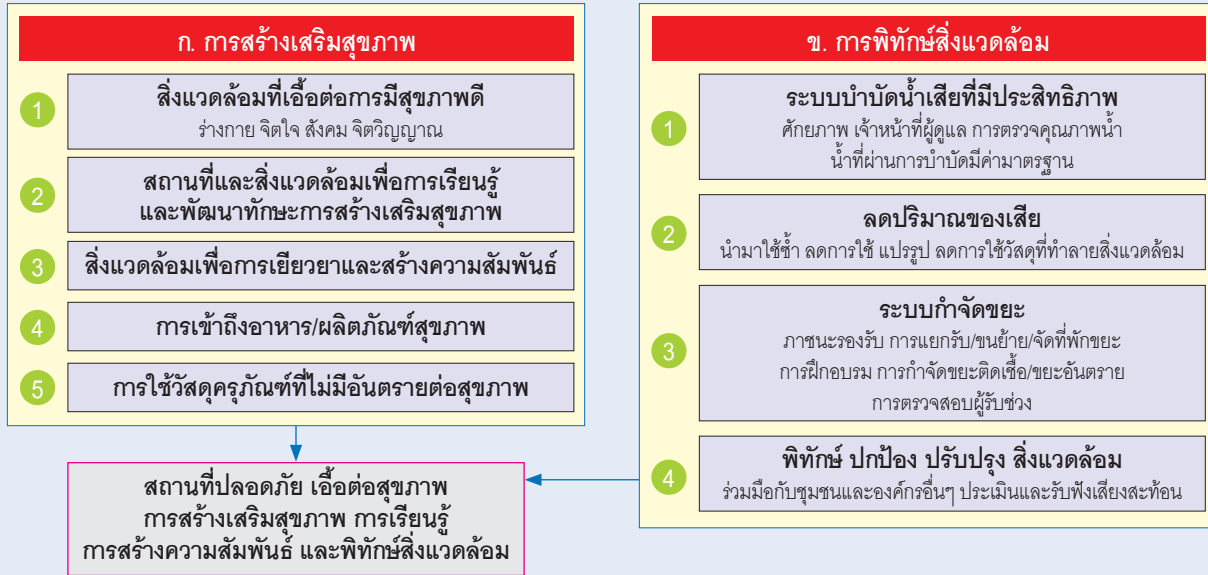 ก. การสร้างเสริมสุขภาพ
1
สิ่งแวดล้อมที่เอื้อต่อการมีสุขภาพดี
ร่างกาย จิตใจ สังคม จิตวิญญาณ
2
สถานที่และสิ่งแวดล้อมเพื่อการเรียนรู้
และพัฒนาทักษะการสร้างเสริมสุขภาพ
3
สิ่งแวดล้อมเพื่อการเยียวยาและสร้างความสัมพันธ์
4
การเข้าถึงอาหาร/ผลิตภัณฑ์สุขภาพ
5
การใช้วัสดุครุภัณฑ์ที่ไม่มีอันตรายต่อสุขภาพ
ข. การพิทักษ์สิ่งแวดล้อม
1
ระบบบำบัดน้ำเสียที่มีประสิทธิภาพ
ศักยภาพ เจ้าหน้าที่ผู้ดูแล การตรวจคุณภาพน้ำ
น้ำที่ผ่านการบำบัดมีค่ามาตรฐาน
2
ลดปริมาณของเสีย
นำมาใช้ซ้ำ ลดการใช้ แปรรูป ลดการใช้วัสดุที่ทำลายสิ่งแวดล้อม
3
ระบบกำจัดขยะ
ภาชนะรองรับ การแยกรับ/ขนย้าย/จัดที่พักขยะ
การฝึกอบรม การกำจัดขยะติดเชื้อ/ขยะอันตราย
การตรวจสอบผู้รับช่วง
4
พิทักษ์ ปกป้อง ปรับปรุง สิ่งแวดล้อม
ร่วมมือกับชุมชนและองค์กรอื่นๆ ประเมินและรับฟังเสียงสะท้อน
สถานที่ปลอดภัย เอื้อต่อสุขภาพ
การสร้างเสริมสุขภาพ การเรียนรู้
การสร้างความสัมพันธ์ และพิทักษ์สิ่งแวดล้อม